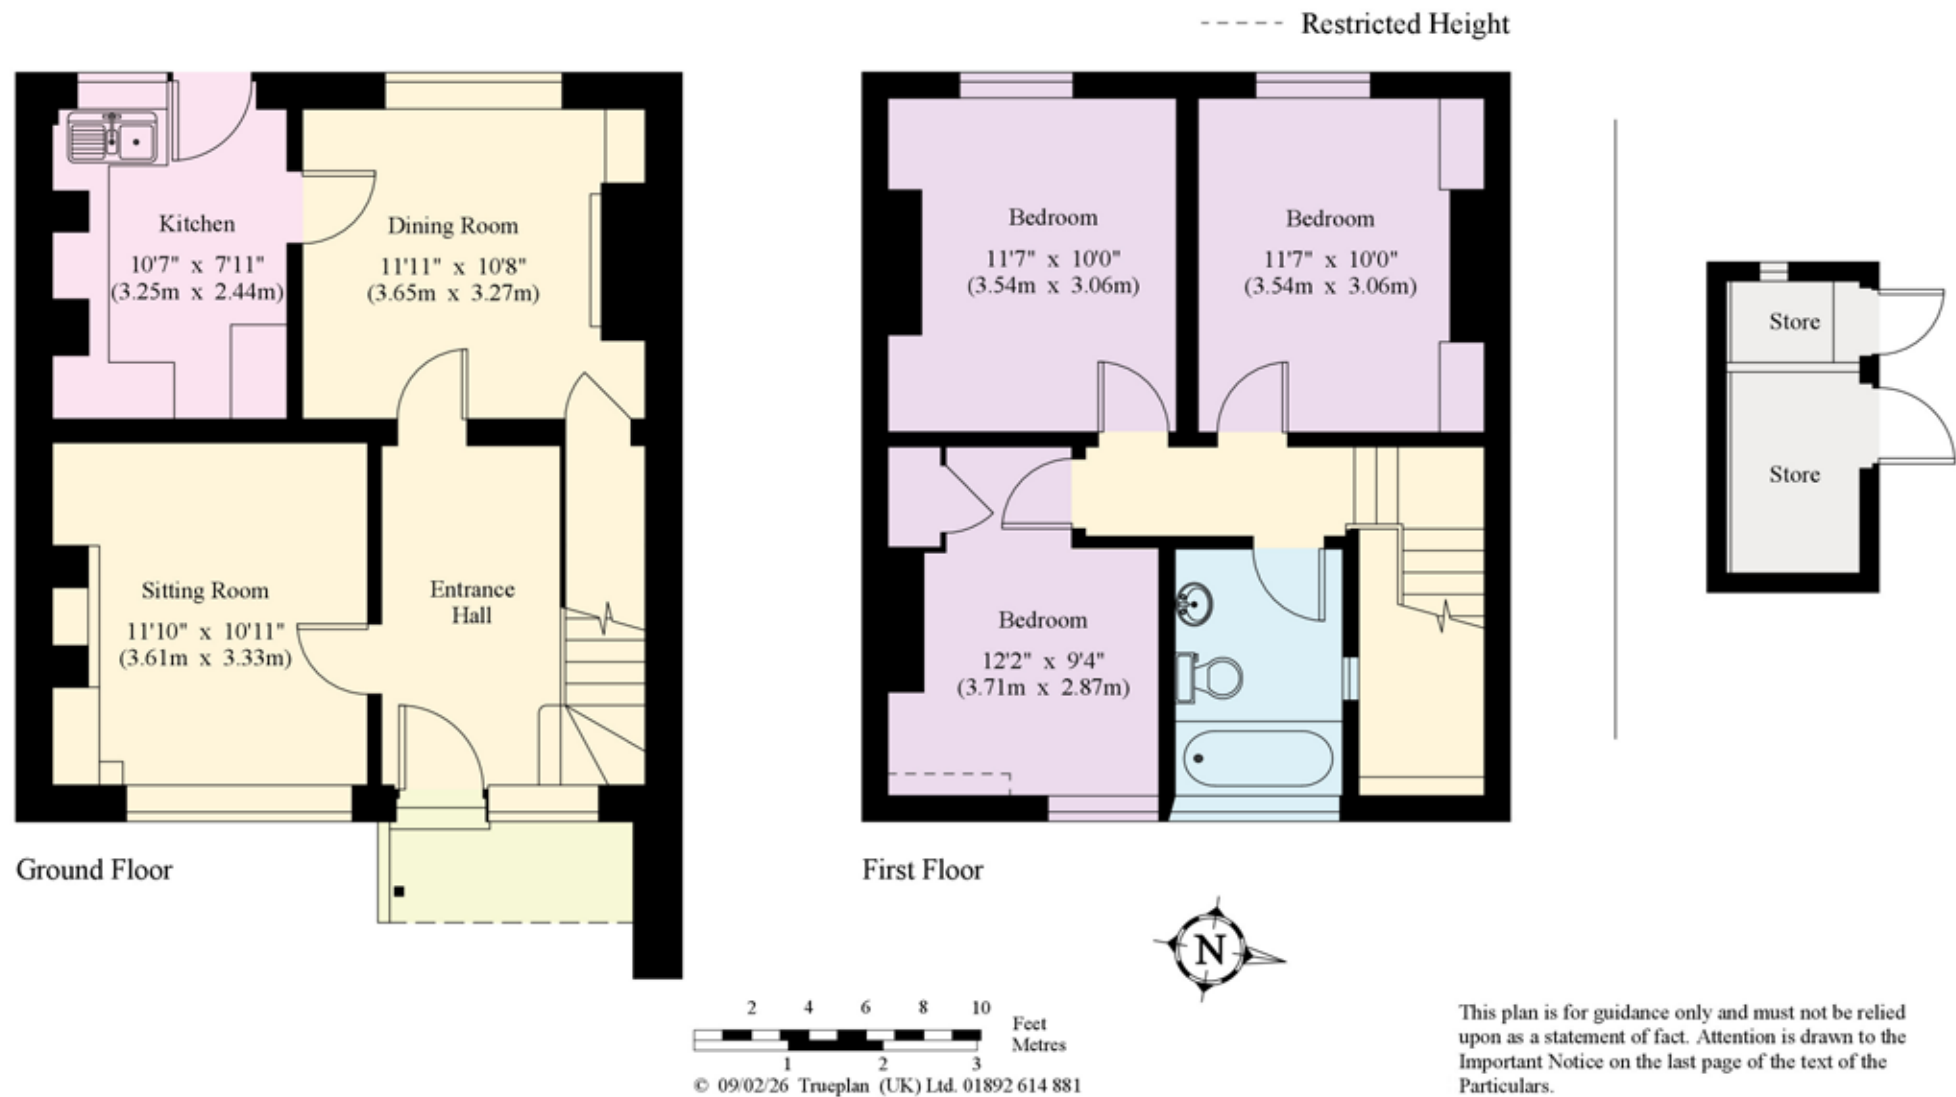 Restricted Height
Kitchen
10'7" x 7'11"
(3.25m x 2.44m)
Dining Room
11'11" x 10'8"
(3.65m x 3.27m)
Sitting Room
11'10" x 10'11"
(3.61m x 3.33m)
Entrance
Hall
Ground Floor
Bedroom
11'7" x 10'0"
(3.54m x 3.06m)
Bedroom
11'7" x 10'0"
(3.54m x 3.06m)
Bedroom
12'2" x 9'4"
(3.71m x 2.87m)
First Floor
Store
Store
N
2 4 6 8 10
Feet
Metres
1 2 3
© 09/02/26 Trueplan (UK) Ltd. 01892 614 881
This plan is for guidance only and must not be relied
upon as a statement of fact. Attention is drawn to the
Important Notice on the last page of the text of the
Particulars.